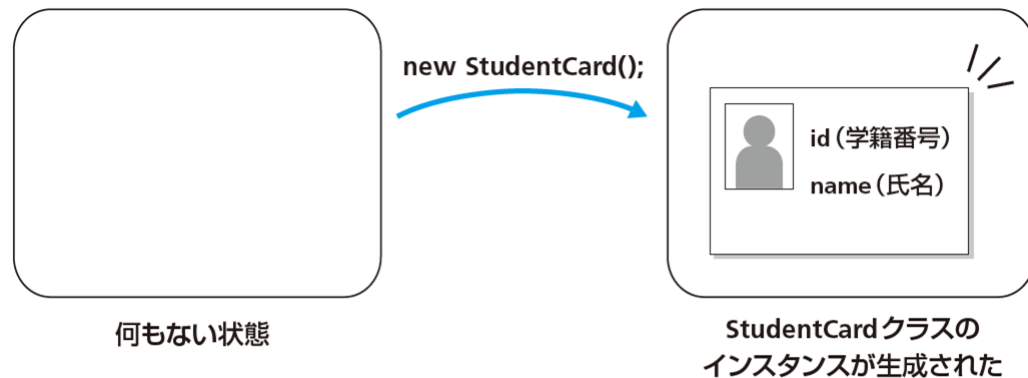 new StudentCard();
id（学籍番号）
name（氏名）
何もない状態
StudentCardクラスの
インスタンスが生成された